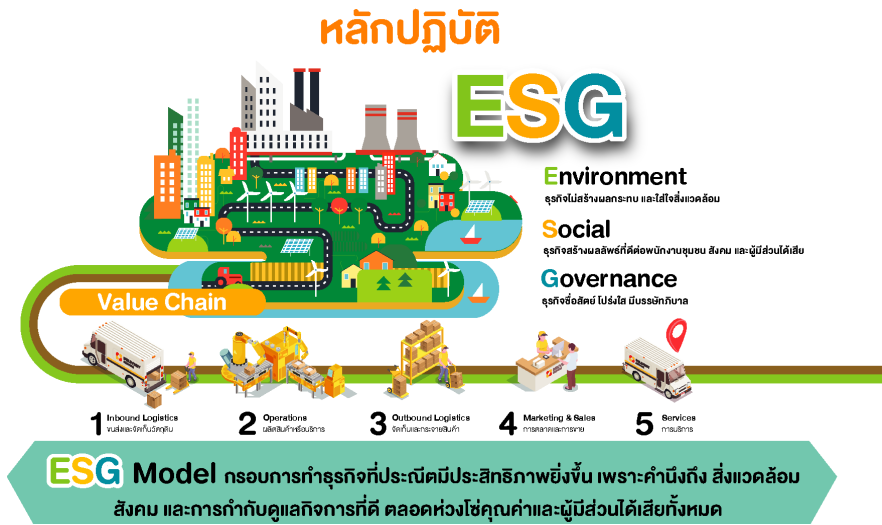 หลักปฏิบัติ
ESG
Environment
ธุรกิจไม่สร้างผลกระทบ และใส่ใจสิ่งแวดล้อม
Social
ธุรกิจสร้างผลลัพธ์ที่ดีต่อพนักงานชุมชน สังคม และผู้มีส่วนได้เสีย
Governance
ธุรกิจซื่อสัตย์ โปร่งใส มีบรรษัทภิบาล
Value Chain
1 Inbound Logistics
ขนส่งและจัดเก็บวัตถุดิบ
2 Operations
ผลิตสินค้าหรือบริการ
3 Outbound Logistics
จัดเก็บและกระจายสินค้า
4 Marketing & Sales
การตลาดและการขาย
5 Services
การบริการ
ESG Model กรอบการทำธุรกิจที่ประณีตมีประสิทธิภาพยิ่งขึ้น เพราะคำนึงถึง สิ่งแวดล้อม
สังคม และการกำกับดูแลกิจการที่ดี ตลอดห่วงโซ่คุณค่าและผู้มีส่วนได้เสียทั้งหมด